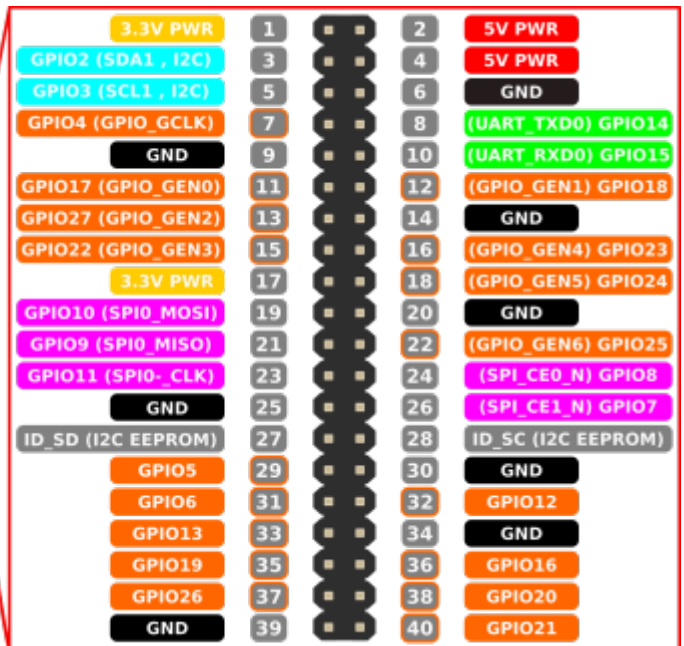 3.3V PWR 1 2 5V PWR
GPIO2 (SDA1 , I2C) 3 4 5V PWR
GPIO3 (SCL1 , I2C) 5 6 GND
GPIO4 (GPIO_GCLK) 7 8 (UART_TXD0) GPIO14
GND 9 10 (UART_RXD0) GPIO15
GPIO17 (GPIO_GEN0) 11 12 (GPIO_GEN1) GPIO18
GPIO27 (GPIO_GEN2) 13 14 GND
GPIO22 (GPIO_GEN3) 15 16 (GPIO_GEN4) GPIO23
3.3V PWR 17 18 (GPIO_GEN5) GPIO24
GPIO10 (SPI0_MOSI) 19 20 GND
GPIO9 (SPI0_MISO) 21 22 (GPIO_GEN6) GPIO25
GPIO11 (SPI0-_CLK) 23 24 (SPI_CE0_N) GPIO8
GND 25 26 (SPI_CE1_N) GPIO7
ID_SD (I2C EEPROM) 27 28 ID_SC (I2C EEPROM)
GPIO5 29 30 GND
GPIO6 31 32 GPIO12
GPIO13 33 34 GND
GPIO19 35 36 GPIO16
GPIO26 37 38 GPIO20
GND 39 40 GPIO21